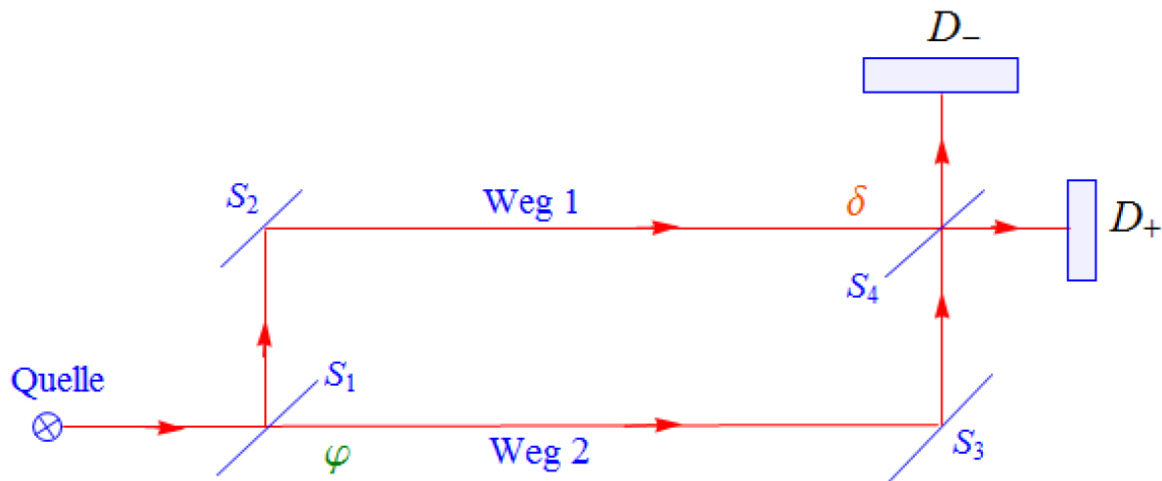 D₋
S₂
Weg 1
δ
D₊
S₄
Quelle
S₁
φ
Weg 2
S₃